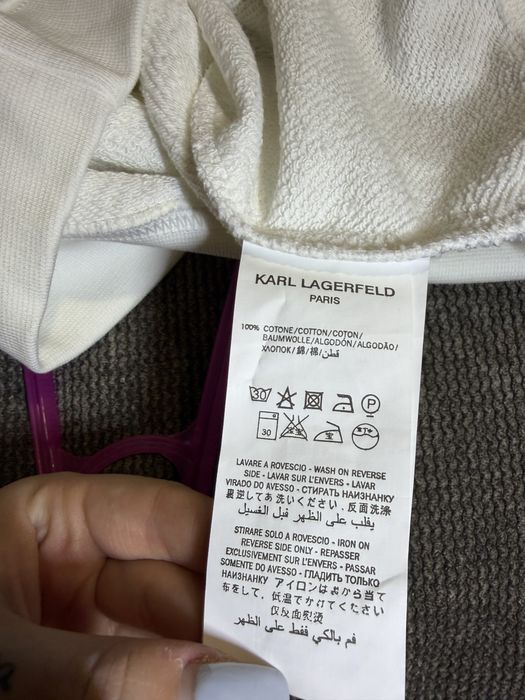 KARL LAGERFELD
PARIS
100% COTONE/COTTON/COTON/
BAUMWOLLE/ALGODÓN/ALGODÃO/
ХЛОПОК/綿/棉/قطن
30 P
30
LAVARE A ROVESCIO - WASH ON REVERSE
SIDE - LAVAR SUR L'ENVERS - LAVAR
VIRADO DO AVESSO - СТИРАТЬ НАИЗНАНКУ
裏逆してあ洗いください. 反面洗涤
يقلب على الظهر قبل الغسيل
STIRARE SOLO A ROVESCIO - IRON ON
REVERSE SIDE ONLY - REPASSER
EXCLUSIVEMENT SUR L'ENVERS - PASSAR
SOMENTE DO AVESSO - ГЛАДИТЬ ТОЛЬКО
НАИЗНАНКУ アイロンはむから当て
布をして, 低温でかけてください
仅反面熨烫
قم بالكي فقط على الظهر